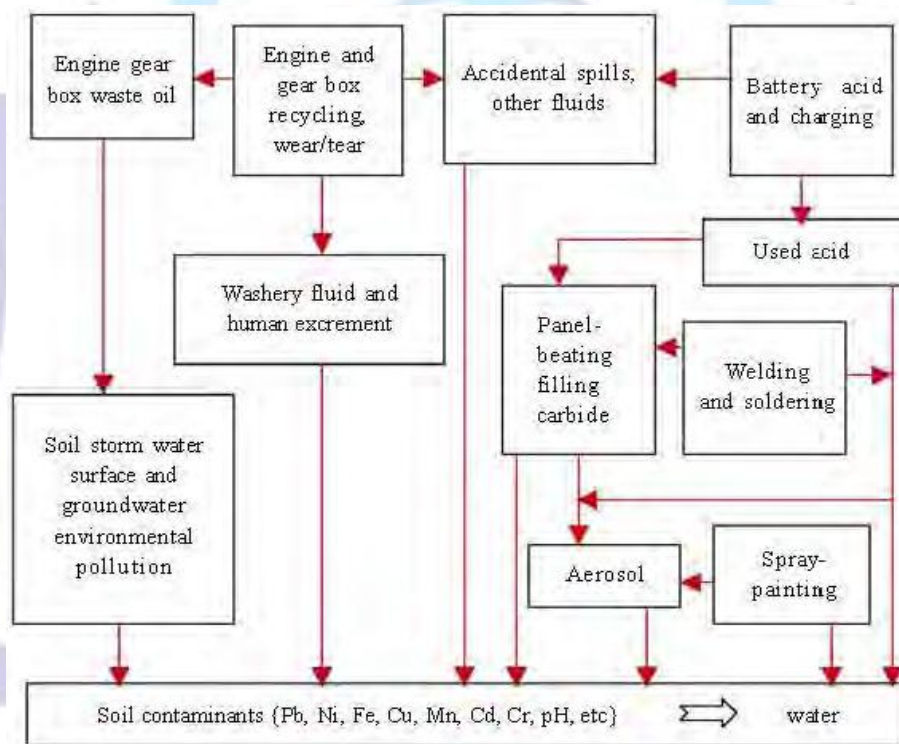 Engine gear
box waste oil
Engine and
gear box
recycling,
wear/tear
Accidental spills,
other fluids
Battery acid
and charging
Used acid
Washery fluid and
human excrement
Panel-
beating
filling
carbide
Welding
and soldering
Soil storm water
surface and
groundwater
environmental
pollution
Aerosol
Spray-
painting
Soil contaminants {Pb, Ni, Fe, Cu, Mn, Cd, Cr, pH, etc} water